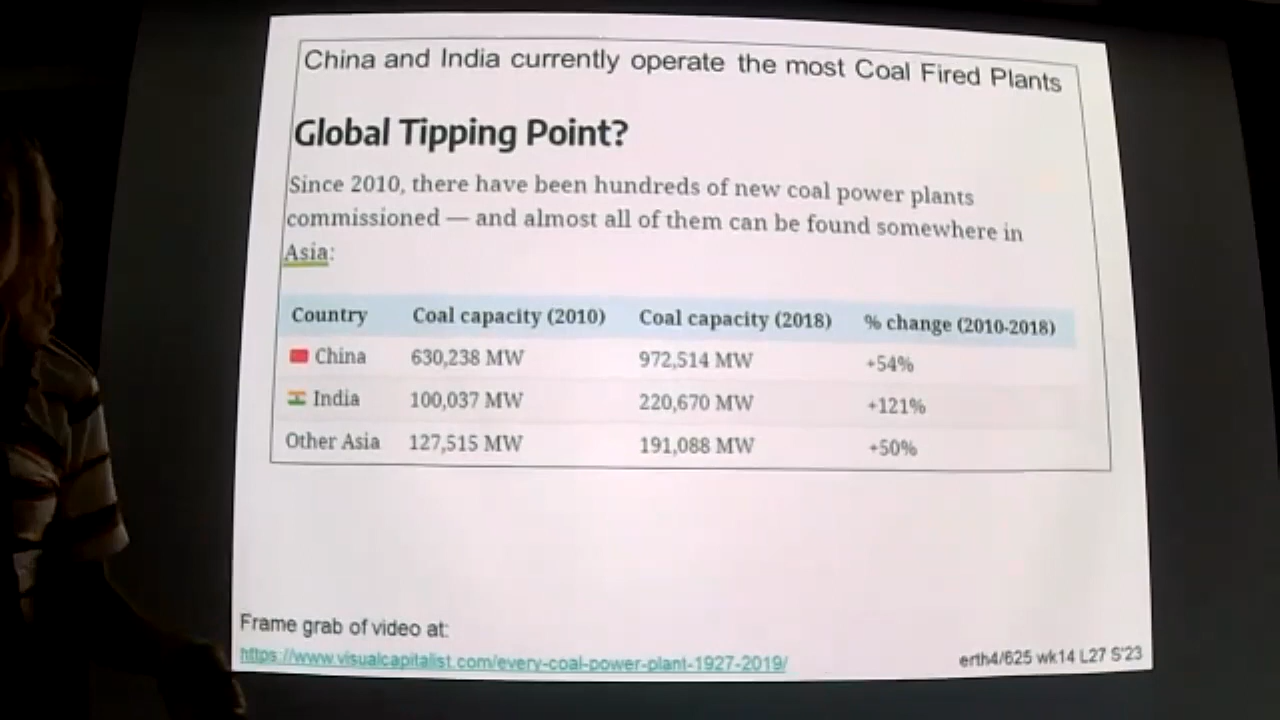 China and India currently operate the most Coal Fired Plants
Global Tipping Point?
Since 2010, there have been hundreds of new coal power plants
commissioned — and almost all of them can be found somewhere in
Asia:
Country Coal capacity (2010) Coal capacity (2018) % change (2010-2018)
China 630,238 MW 972,514 MW +54%
India 100,037 MW 220,670 MW +121%
Other Asia 127,515 MW 191,088 MW +50%
Frame grab of video at:
https://www.visualcapitalist.com/every-coal-power-plant-1927-2019/
erth4/625 wk14 L27 S'23